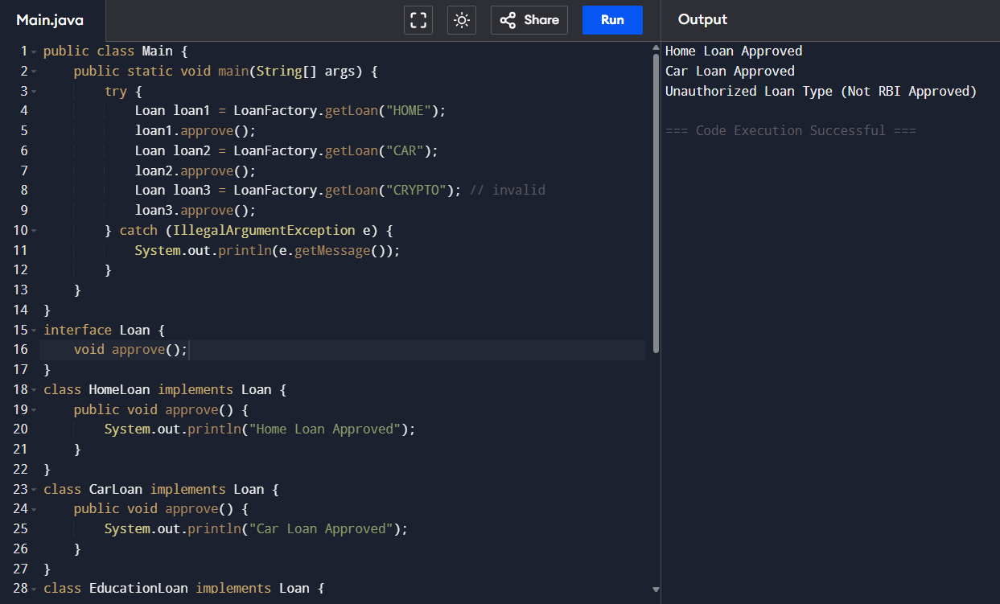 Main.java
Share
Run
Output
1 public class Main {
2     public static void main(String[] args) {
3         try {
4             Loan loan1 = LoanFactory.getLoan("HOME");
5             loan1.approve();
6             Loan loan2 = LoanFactory.getLoan("CAR");
7             loan2.approve();
8             Loan loan3 = LoanFactory.getLoan("CRYPTO"); // invalid
9             loan3.approve();
10         } catch (IllegalArgumentException e) {
11             System.out.println(e.getMessage());
12         }
13     }
14 }
15 interface Loan {
16     void approve();
17 }
18 class HomeLoan implements Loan {
19     public void approve() {
20         System.out.println("Home Loan Approved");
21     }
22 }
23 class CarLoan implements Loan {
24     public void approve() {
25         System.out.println("Car Loan Approved");
26     }
27 }
28 class EducationLoan implements Loan {
Home Loan Approved
Car Loan Approved
Unauthorized Loan Type (Not RBI Approved)
=== Code Execution Successful ===